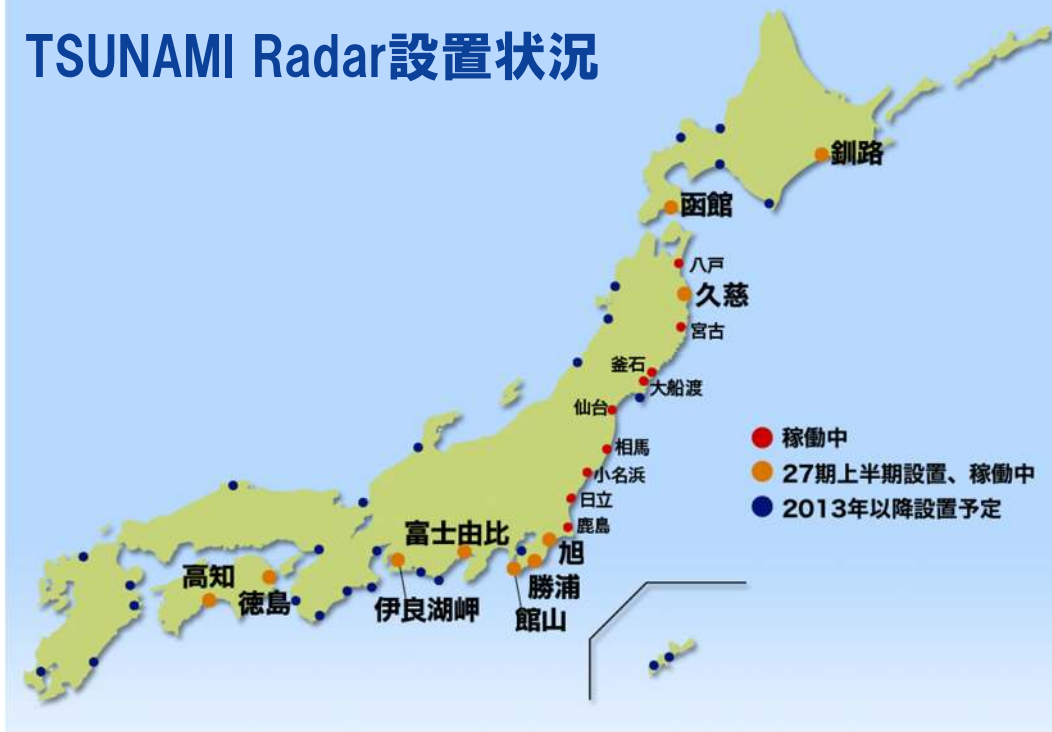 TSUNAMI Radar設置状況
釧路
函館
八戸
久慈
宮古
釜石
大船渡
仙台
相馬
稼働中
小名浜
27期上半期設置、稼働中
日立
2013年以降設置予定
鹿島
富士由比
旭
高知
勝浦
徳島
伊良湖岬
館山